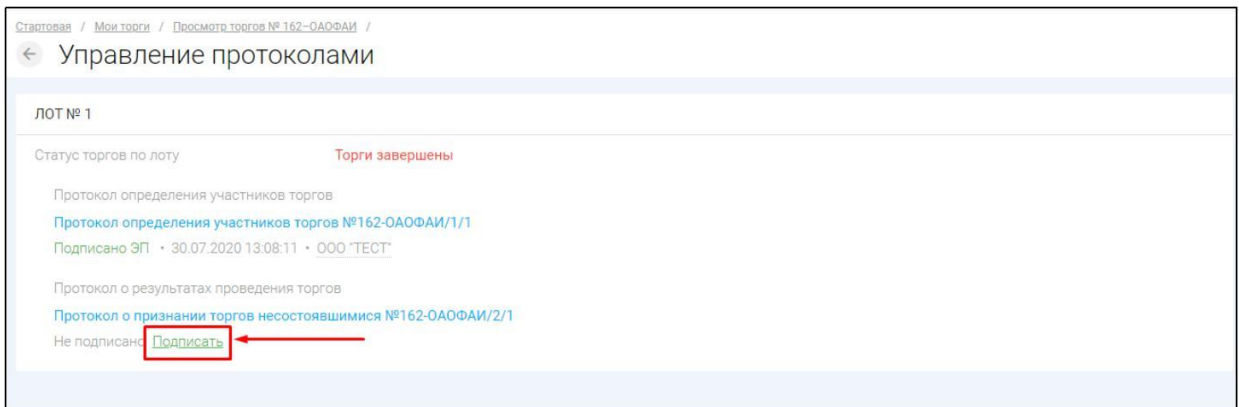 Стартовая / Мои торги / Просмотр торгов № 162–ОАОФАИ /
← Управление протоколами
ЛОТ № 1
Статус торгов по лоту Торги завершены
Протокол определения участников торгов
Протокол определения участников торгов №162-ОАОФАИ/1/1
Подписано ЭП • 30.07.2020 13:08:11 • ООО "ТЕСТ"
Протокол о результатах проведения торгов
Протокол о признании торгов несостоявшимися №162-ОАОФАИ/2/1
Не подписано Подписать